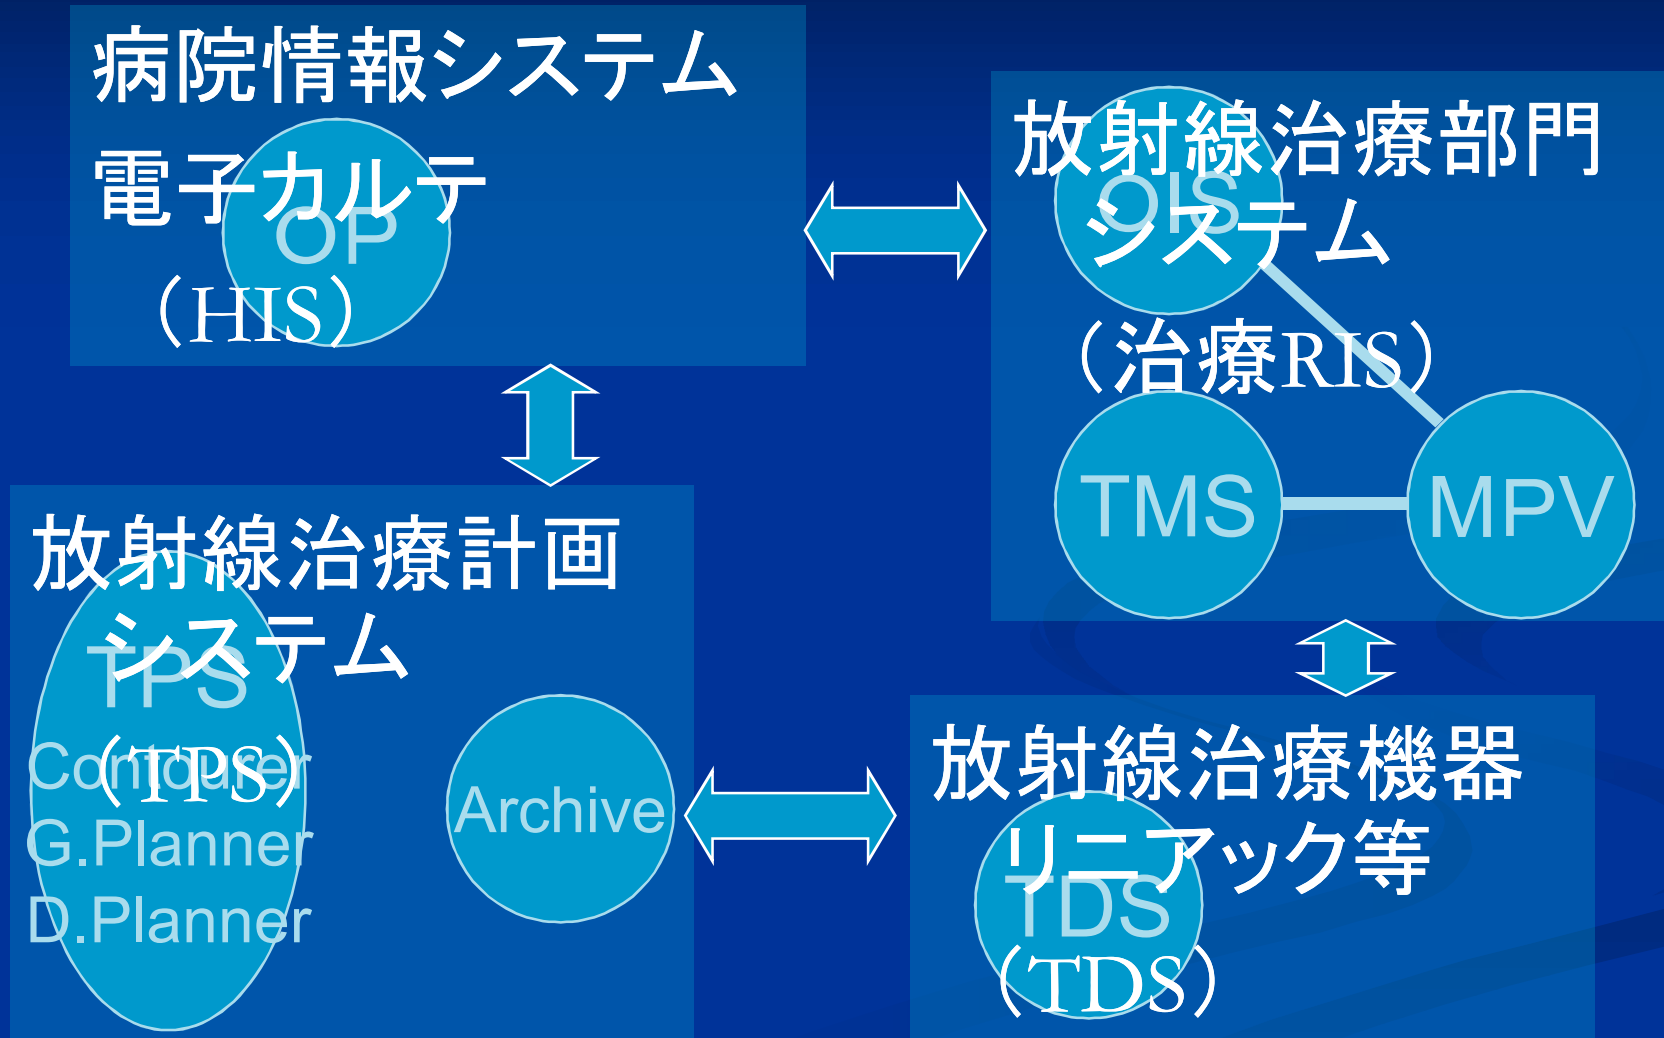 病院情報システム
電子カルテ
OP
（HIS）
放射線治療部門
OIS
システム
（治療RIS）
TMS
MPV
放射線治療計画
システム
TPS
（TPS）
Contourer
G.Planner
D.Planner
Archive
放射線治療機器
リニアック等
TDS
（TDS）